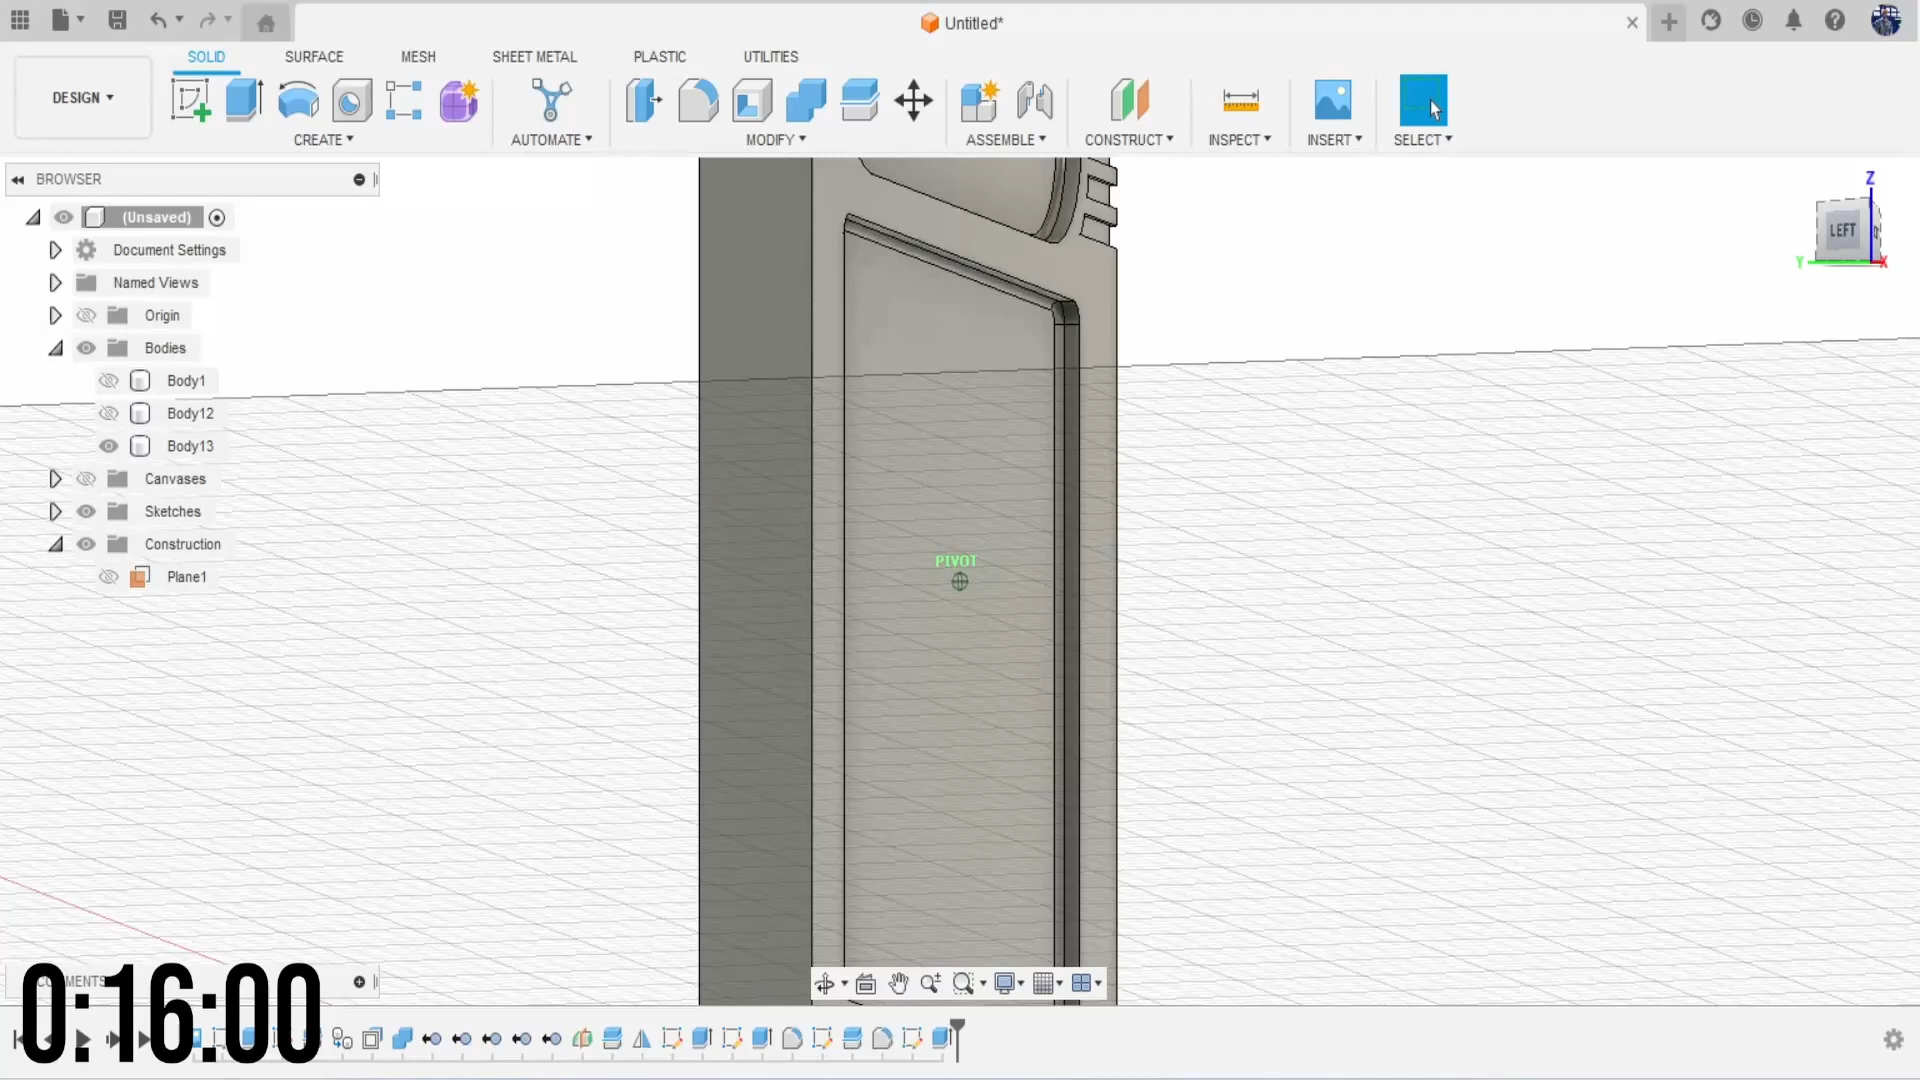 Untitled*
SOLID
SURFACE
MESH
SHEET METAL
PLASTIC
UTILITIES
DESIGN
CREATE
AUTOMATE
MODIFY
ASSEMBLE
CONSTRUCT
INSPECT
INSERT
SELECT
BROWSER
(Unsaved)
Document Settings
Named Views
Origin
Bodies
Body1
Body12
Body13
Canvases
Sketches
Construction
Plane1
PIVOT
Z
LEFT
Y
X
0:16:00